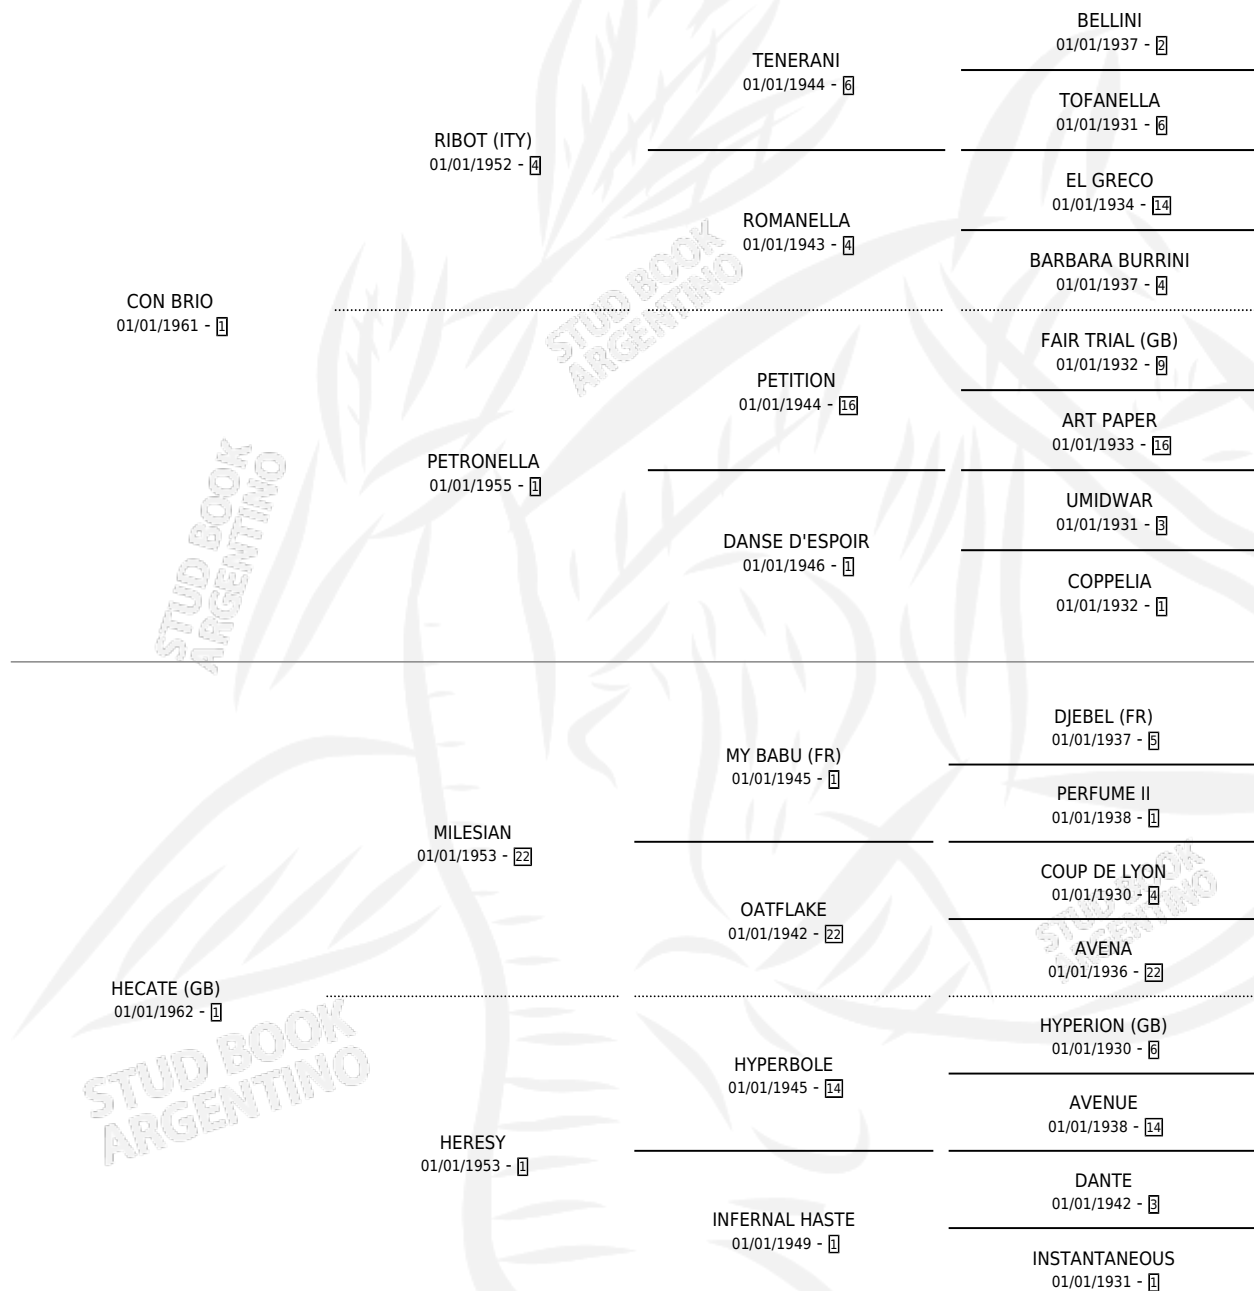 BELLINI
01/01/1937 - 2
TENERANI
01/01/1944 - 6
TOFANELLA
01/01/1931 - 6
RIBOT (ITY)
01/01/1952 - 4
EL GRECO
01/01/1934 - 14
ROMANELLA
01/01/1943 - 4
BARBARA BURRINI
01/01/1937 - 4
CON BRIO
01/01/1961 - 1
FAIR TRIAL (GB)
01/01/1932 - 9
PETITION
01/01/1944 - 16
ART PAPER
01/01/1933 - 16
PETRONELLA
01/01/1955 - 1
UMIDWAR
01/01/1931 - 3
DANSE D'ESPOIR
01/01/1946 - 1
COPPELIA
01/01/1932 - 1
DJEBEL (FR)
01/01/1937 - 5
MY BABU (FR)
01/01/1945 - 1
PERFUME II
01/01/1938 - 1
MILESIAN
01/01/1953 - 22
COUP DE LYON
01/01/1930 - 4
OATFLAKE
01/01/1942 - 22
AVENA
01/01/1936 - 22
HECATE (GB)
01/01/1962 - 1
HYPERION (GB)
01/01/1930 - 6
HYPERBOLE
01/01/1945 - 14
AVENUE
01/01/1938 - 14
HERESY
01/01/1953 - 1
DANTE
01/01/1942 - 3
INFERNAL HASTE
01/01/1949 - 1
INSTANTANEOUS
01/01/1931 - 1
STUD BOOK
ARGENTINO
STUD BOOK
ARGENTINO
STUD BOOK
ARGENTINO
STUD BOOK
ARGENTINO